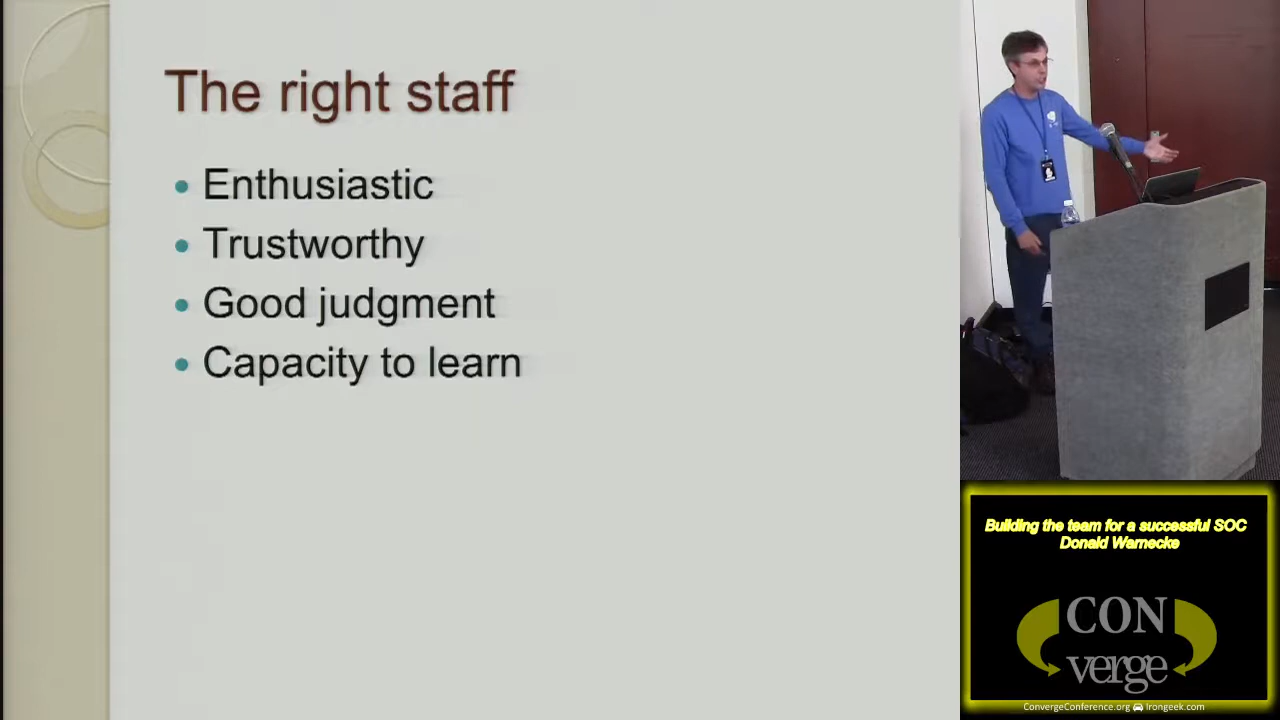 The right staff
Enthusiastic
Trustworthy
Good judgment
Capacity to learn
Building the team for a successful SOC
Donald Warnecke
CON
verge
ConvergeConference.org Irongeek.com